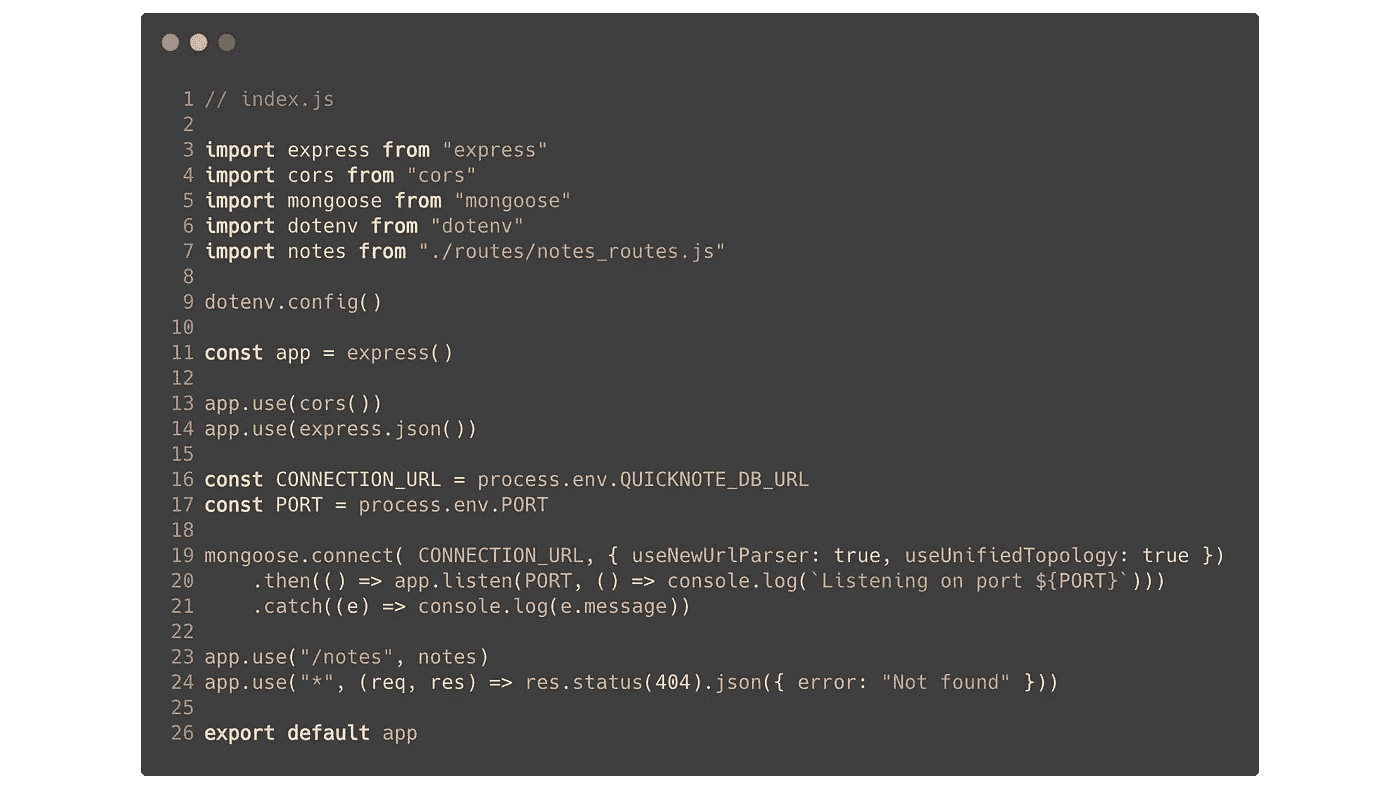 1 // index.js
2
3 import express from "express"
4 import cors from "cors"
5 import mongoose from "mongoose"
6 import dotenv from "dotenv"
7 import notes from "./routes/notes_routes.js"
8
9 dotenv.config()
10
11 const app = express()
12
13 app.use(cors())
14 app.use(express.json())
15
16 const CONNECTION_URL = process.env.QUICKNOTE_DB_URL
17 const PORT = process.env.PORT
18
19 mongoose.connect( CONNECTION_URL, { useNewUrlParser: true, useUnifiedTopology: true })
20     .then(() => app.listen(PORT, () => console.log(`Listening on port ${PORT}`)))
21     .catch((e) => console.log(e.message))
22
23 app.use("/notes", notes)
24 app.use("*", (req, res) => res.status(404).json({ error: "Not found" }))
25
26 export default app